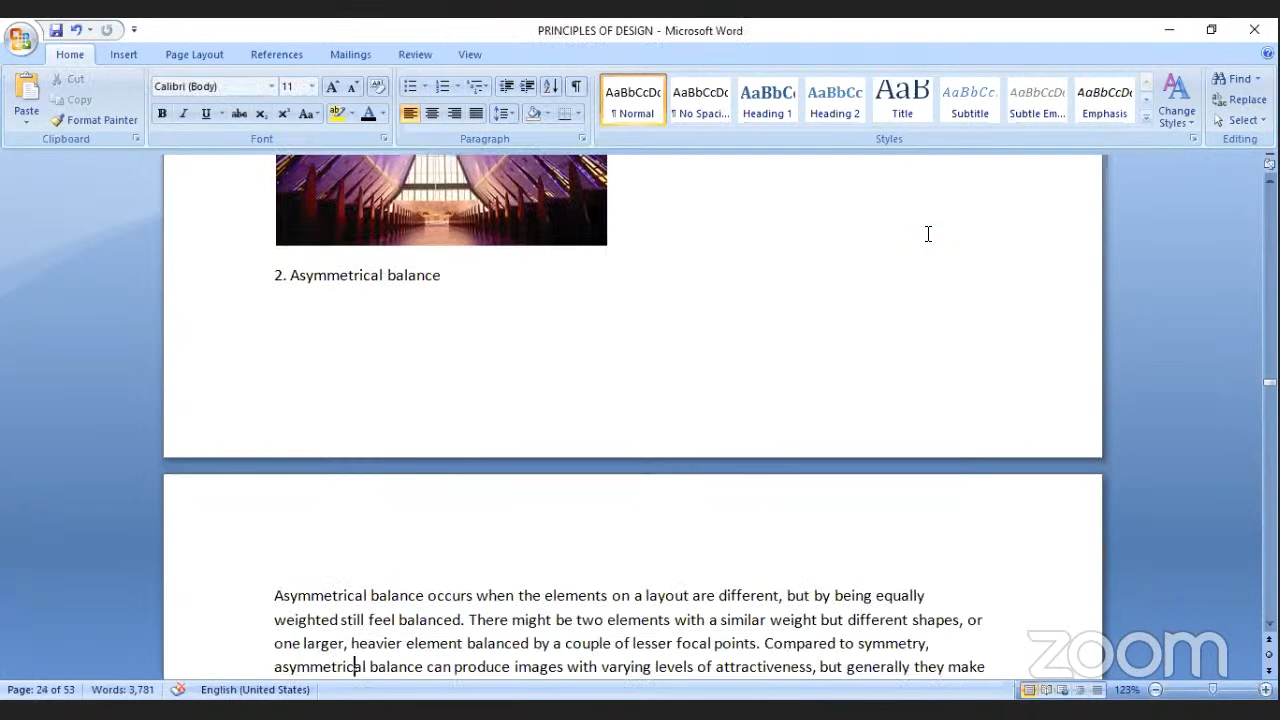 PRINCIPLES OF DESIGN - Microsoft Word
Home Insert Page Layout References Mailings Review View
Paste
Cut
Copy
Format Painter
Clipboard
Calibri (Body) 11
Font
Paragraph
AaBbCcDc AaBbCcDc AaBbC AaBbCc AaB AaBbCc. AaBbCcDc AaBbCcDc
¶ Normal ¶ No Spaci... Heading 1 Heading 2 Title Subtitle Subtle Em... Emphasis
Change Styles
Styles
Find
Replace
Select
Editing
2. Asymmetrical balance
Asymmetrical balance occurs when the elements on a layout are different, but by being equally
weighted still feel balanced. There might be two elements with a similar weight but different shapes, or
one larger, heavier element balanced by a couple of lesser focal points. Compared to symmetry,
asymmetrical balance can produce images with varying levels of attractiveness, but generally they make
zoom
Page: 24 of 53 Words: 3,781 English (United States) 123%